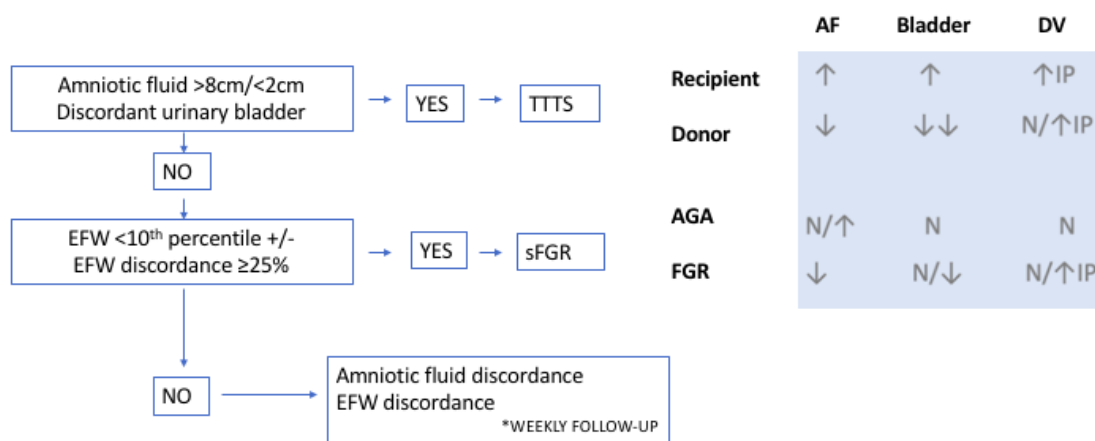 AF Bladder DV
Amniotic fluid >8cm/<2cm
Discordant urinary bladder
YES
TTTS
Recipient ↑ ↑ ↑IP
Donor ↓ ↓↓ N/↑IP
NO
EFW <10th percentile +/-
EFW discordance ≥25%
YES
sFGR
AGA N/↑ N N
FGR ↓ N/↓ N/↑IP
NO
Amniotic fluid discordance
EFW discordance
*WEEKLY FOLLOW-UP